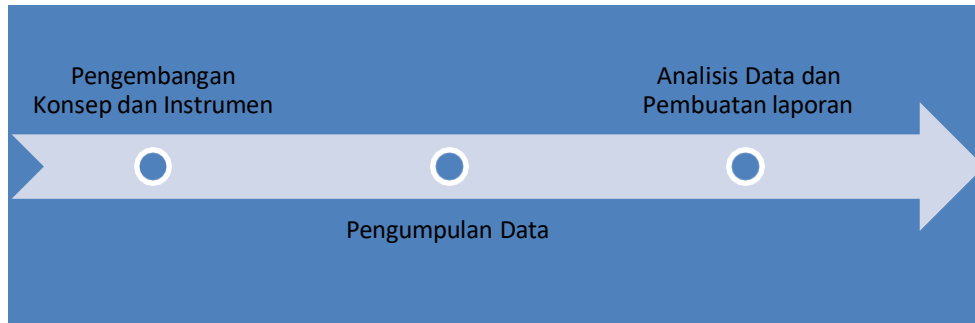 Pengembangan
Konsep dan Instrumen
Pengumpulan Data
Analisis Data dan
Pembuatan laporan